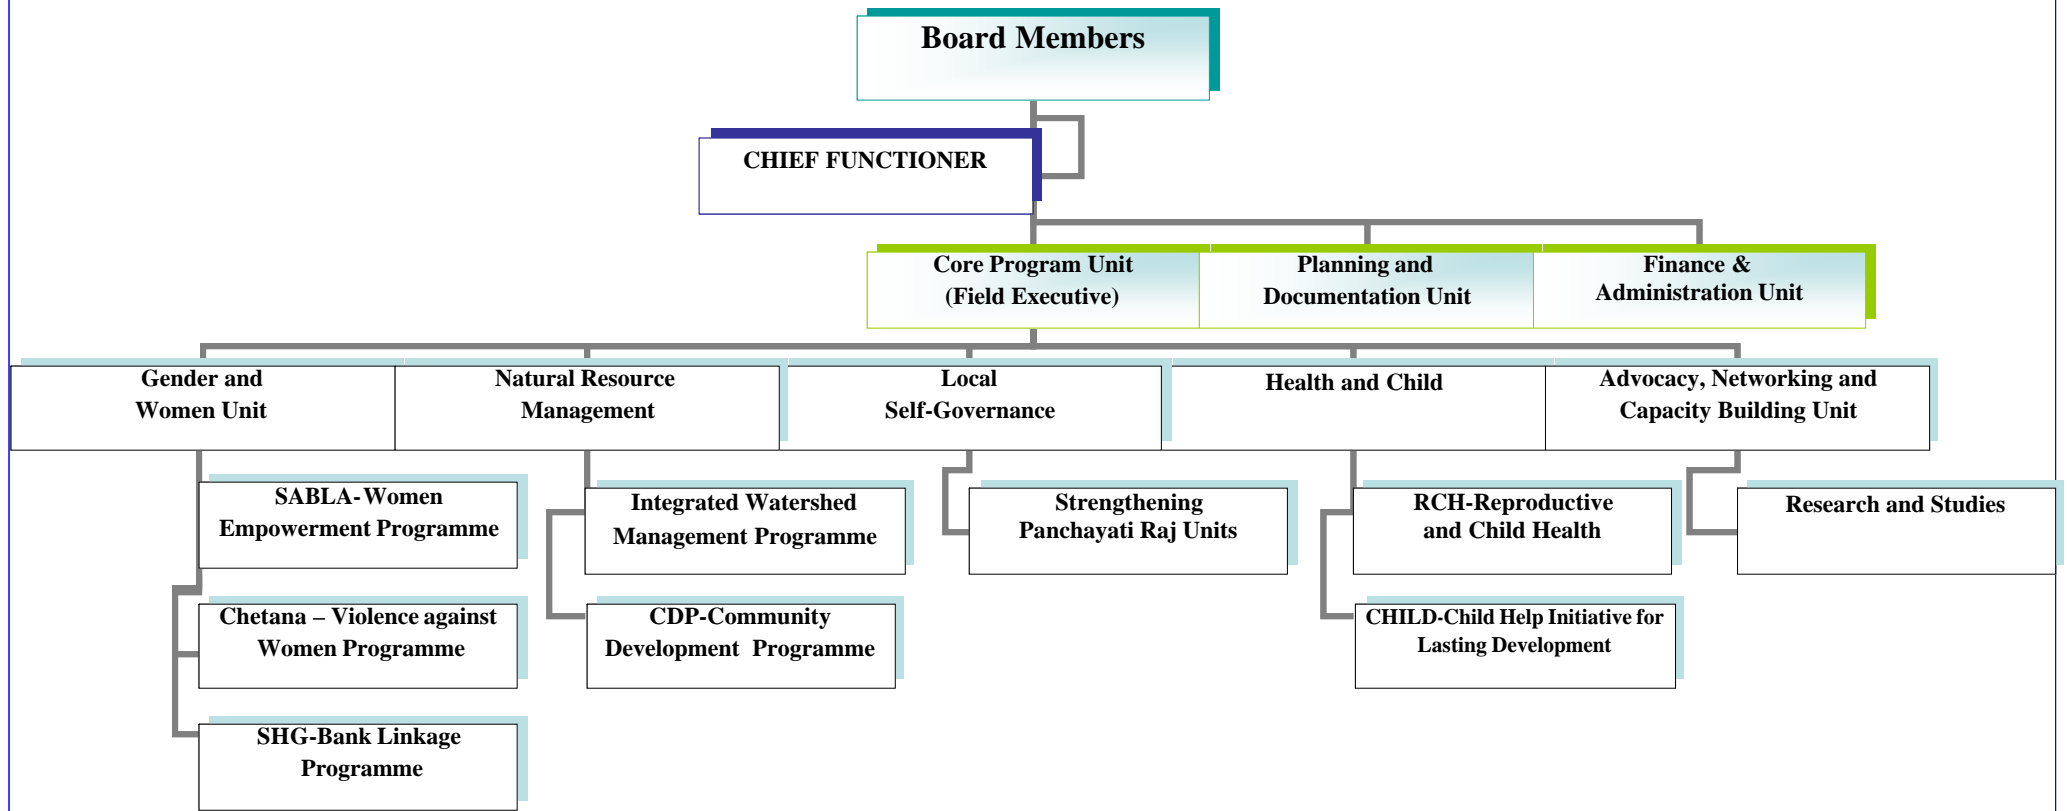 Board Members
CHIEF FUNCTIONER
Core Program Unit
(Field Executive)
Planning and
Documentation Unit
Finance &
Administration Unit
Gender and
Women Unit
Natural Resource
Management
Local
Self-Governance
Health and Child
Advocacy, Networking and
Capacity Building Unit
SABLA-Women
Empowerment Programme
Integrated Watershed
Management Programme
Strengthening
Panchayati Raj Units
RCH-Reproductive
and Child Health
Research and Studies
Chetana – Violence against
Women Programme
CDP-Community
Development Programme
CHILD-Child Help Initiative for
Lasting Development
SHG-Bank Linkage
Programme